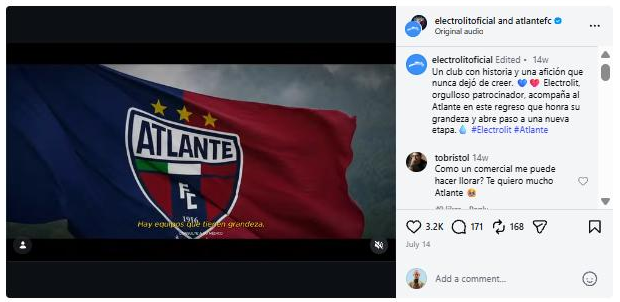 ATLANTE
FC
1916
Hay equipos que tienen grandeza.
electrolitoficial and atlantefc
Original audio
electrolitoficial Edited • 14w
Un club con historia y una afición que
nunca dejó de creer. 💙❤️ Electrolit,
orgulloso patrocinador, acompaña al
Atlante en este regreso que honra su
grandeza y abre paso a una nueva
etapa.💧 #Electrolit #Atlante
tobristol 14w
Como un comercial me puede
hacer llorar? Te quiero mucho
Atlante 🥹
3.2K 171 168
July 14
Add a comment...